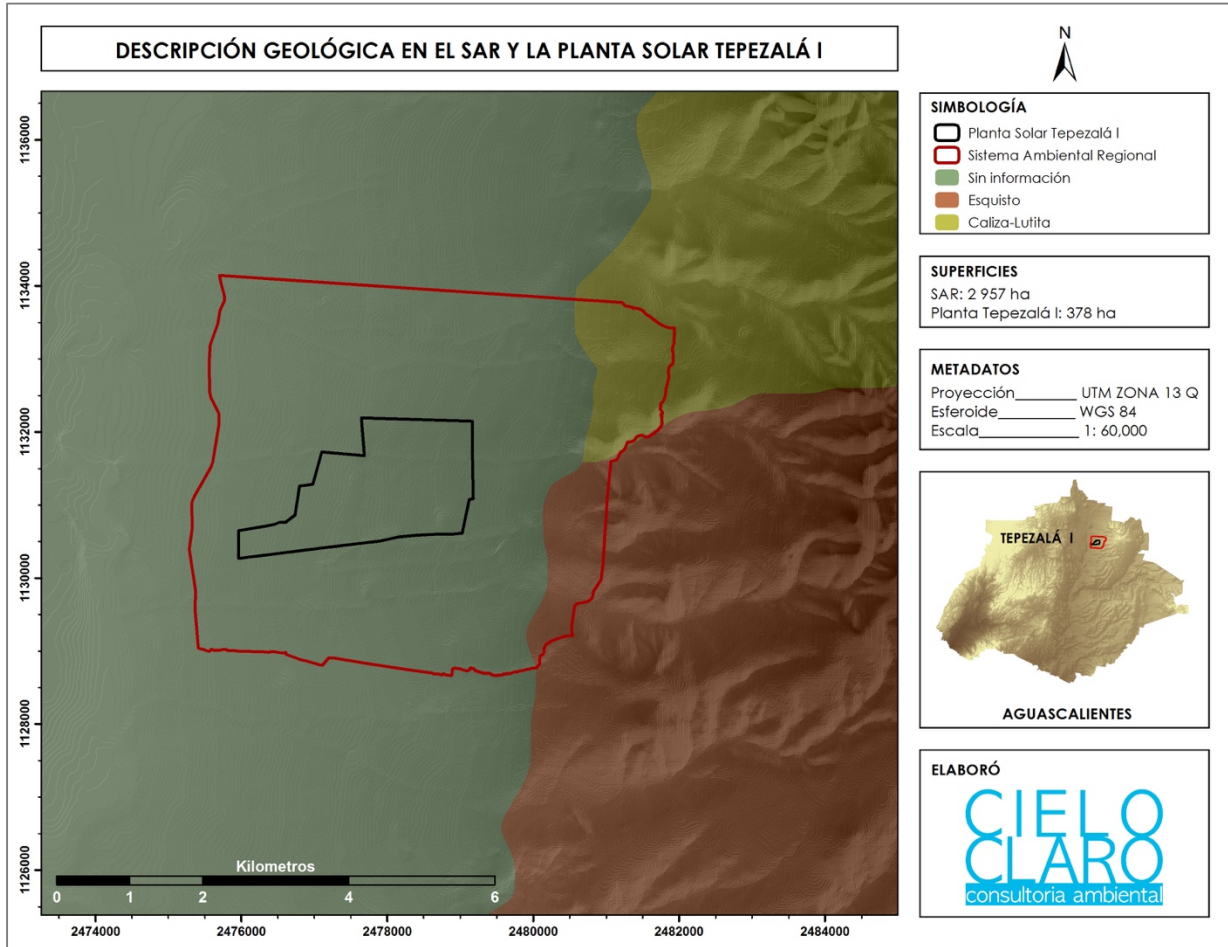 DESCRIPCIÓN GEOLÓGICA EN EL SAR Y LA PLANTA SOLAR TEPEZALÁ I
N
SIMBOLOGÍA
Planta Solar Tepezalá I
Sistema Ambiental Regional
Sin información
Esquisto
Caliza-Lutita
SUPERFICIES
SAR: 2 957 ha
Planta Tepezalá I: 378 ha
METADATOS
Proyección______ UTM ZONA 13 Q
Esferoide________ WGS 84
Escala___________ 1: 60,000
TEPEZALÁ I
AGUASCALIENTES
ELABORÓ
CIELO
CLARO
consultoria ambiental
1136000
1134000
1132000
1130000
1128000
1126000
Kilometros
0 1 2 4 6
2474000 2476000 2478000 2480000 2482000 2484000